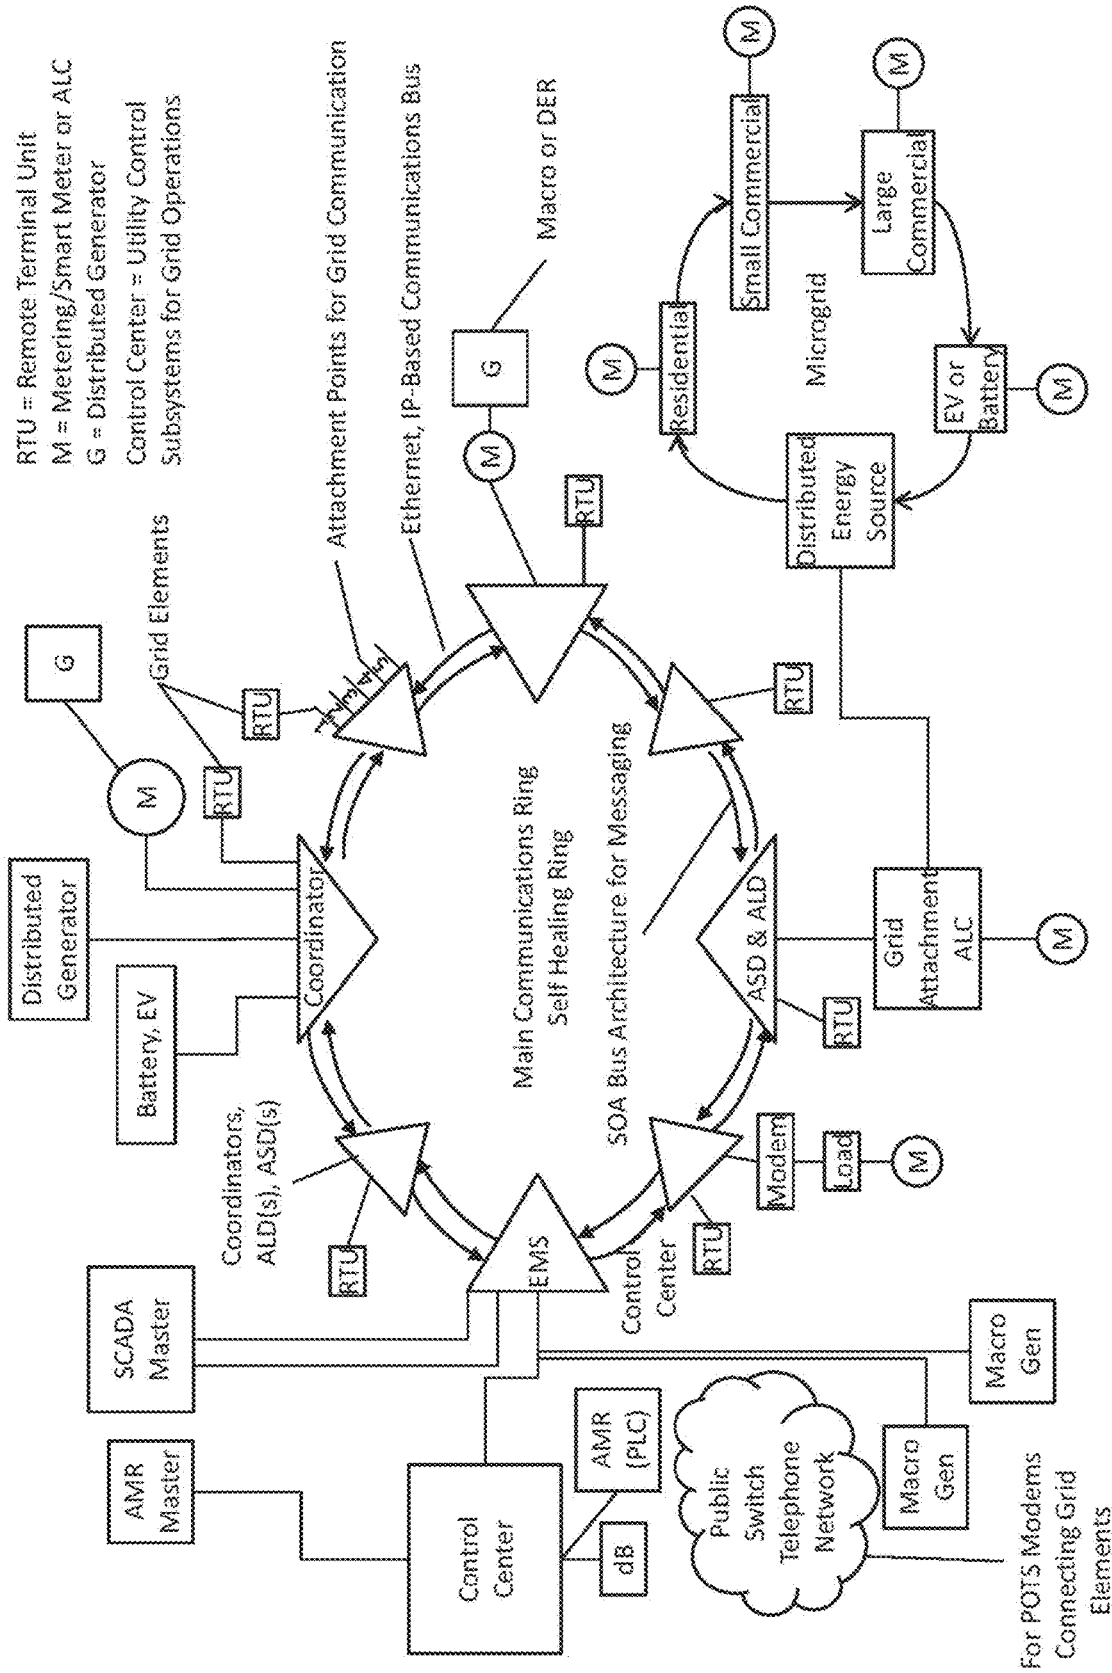 RTU = Remote Terminal Unit
M = Metering/Smart Meter or ALC
G = Distributed Generator
Control Center = Utility Control
Subsystems for Grid Operations
Distributed
Generator
Battery, EV
M
G
Grid Elements
RTU
RTU
SCADA
Master
AMR
Master
Coordinators,
ALD(s), ASD(s)
RTU
Coordinator
1
2
3
4
5
Attachment Points for Grid Communication
Ethernet, IP-Based Communications Bus
Macro or DER
G
M
RTU
Control
Center
EMS
Main Communications Ring
Self Healing Ring
SOA Bus Architecture for Messaging
dB
AMR
(PLC)
Control
Center
RTU
Modem
Load
M
ASD & ALD
RTU
RTU
Grid
Attachment
ALC
M
Public
Switch
Telephone
Network
Macro
Gen
Macro
Gen
For POTS Modems
Connecting Grid
Elements
Distributed
Energy
Source
Residential
M
Small Commercial
M
Microgrid
Large
Commercial
M
EV or
Battery
M